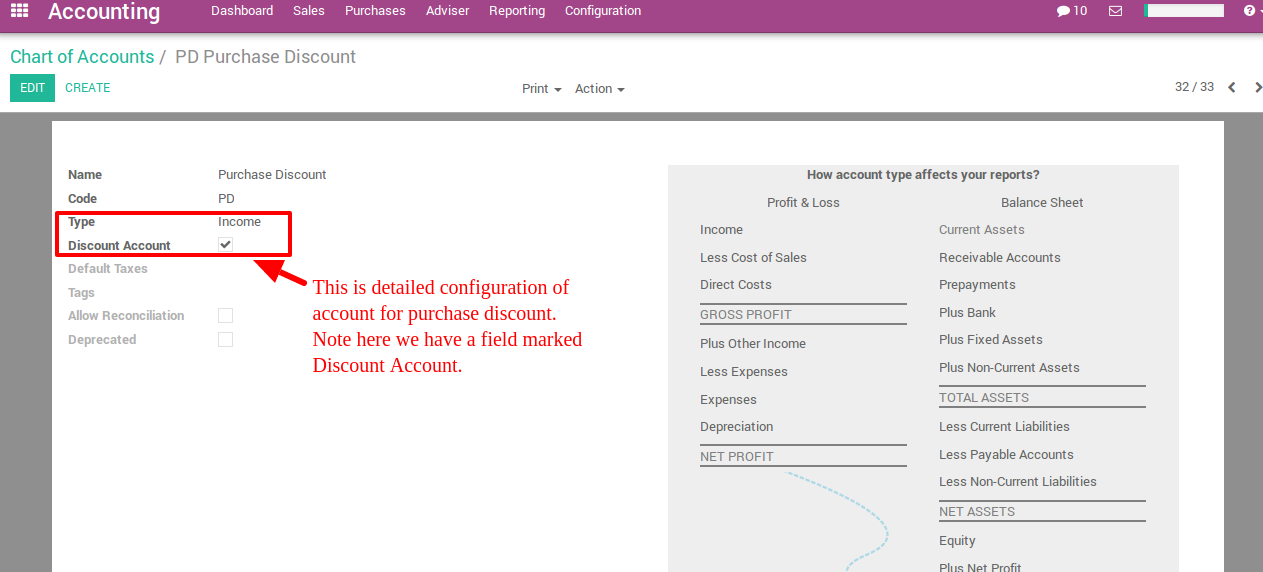 Accounting Dashboard Sales Purchases Adviser Reporting Configuration 10 ?
Chart of Accounts / PD Purchase Discount
EDIT CREATE Print Action 32 / 33
Name Purchase Discount
Code PD
Type Income
Discount Account
Default Taxes
Tags
Allow Reconciliation
Deprecated
This is detailed configuration of
account for purchase discount.
Note here we have a field marked
Discount Account.
How account type affects your reports?
Profit & Loss
Income
Less Cost of Sales
Direct Costs
GROSS PROFIT
Plus Other Income
Less Expenses
Expenses
Depreciation
NET PROFIT
Balance Sheet
Current Assets
Receivable Accounts
Prepayments
Plus Bank
Plus Fixed Assets
Plus Non-Current Assets
TOTAL ASSETS
Less Current Liabilities
Less Payable Accounts
Less Non-Current Liabilities
NET ASSETS
Equity
Plus Net Profit